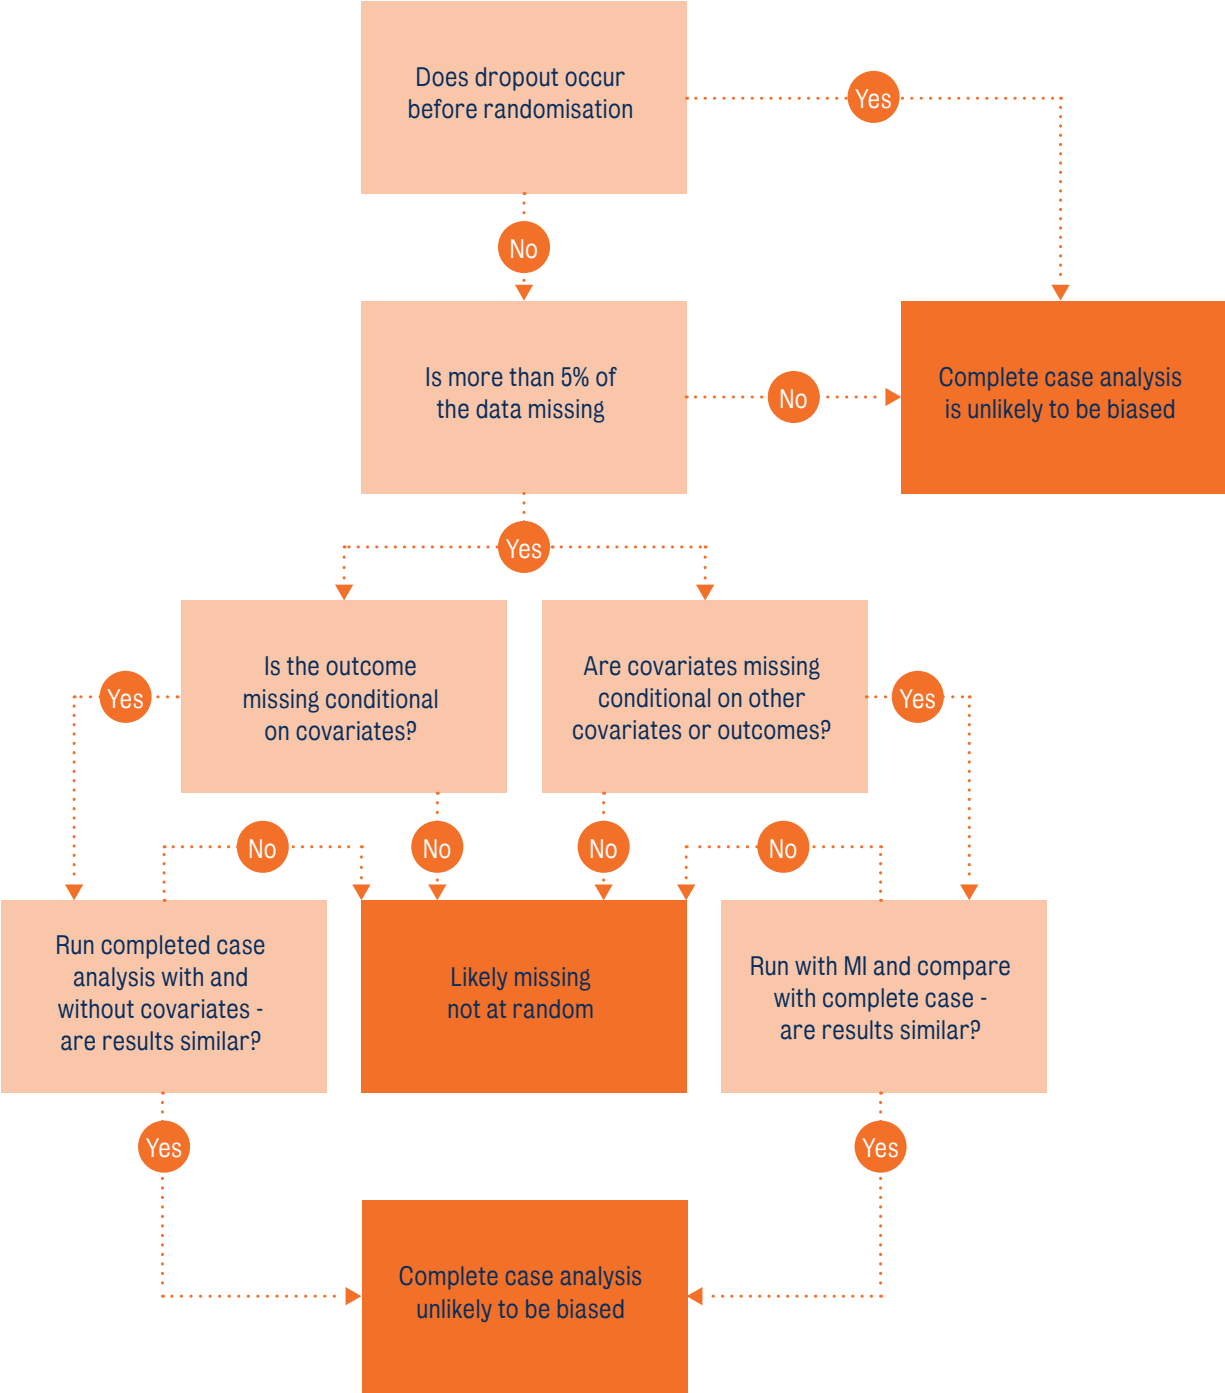 Does dropout occur
before randomisation
Yes
No
Is more than 5% of
the data missing
No
Complete case analysis
is unlikely to be biased
Yes
Is the outcome
missing conditional
on covariates?
Are covariates missing
conditional on other
covariates or outcomes?
Yes
Yes
No
No
No
No
Run completed case
analysis with and
without covariates -
are results similar?
Likely missing
not at random
Run with MI and compare
with complete case -
are results similar?
Yes
Yes
Complete case analysis
unlikely to be biased